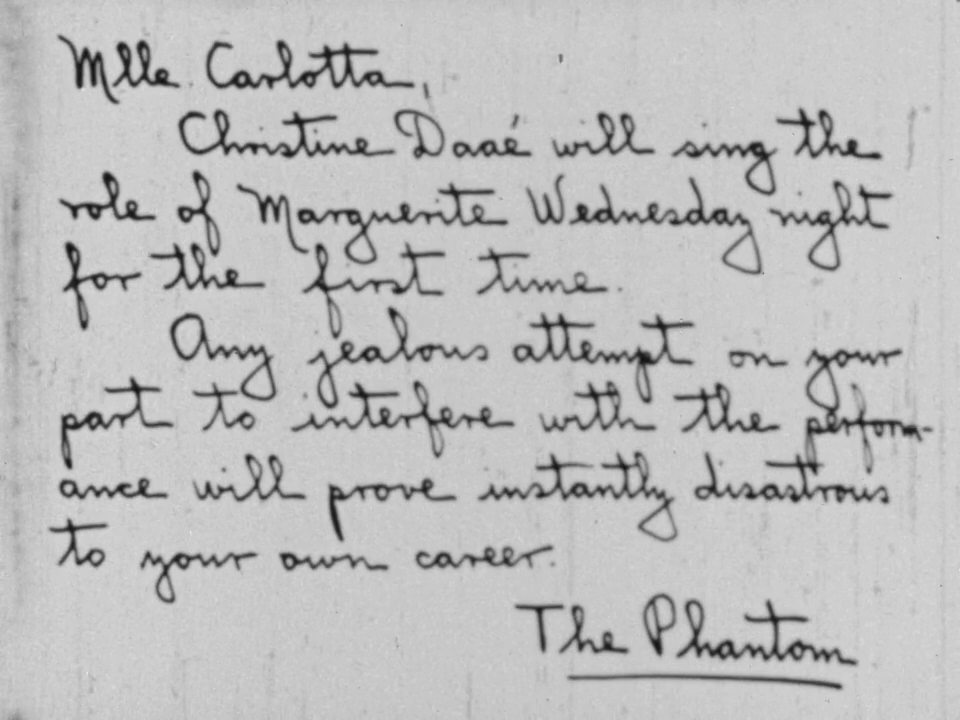 Mlle. Carlotta,
Christine Daaé will sing the
role of Marguerite Wednesday night
for the first time.
Any jealous attempt on your
part to interfere with the perform-
ance will prove instantly disastrous
to your own career.
The Phantom